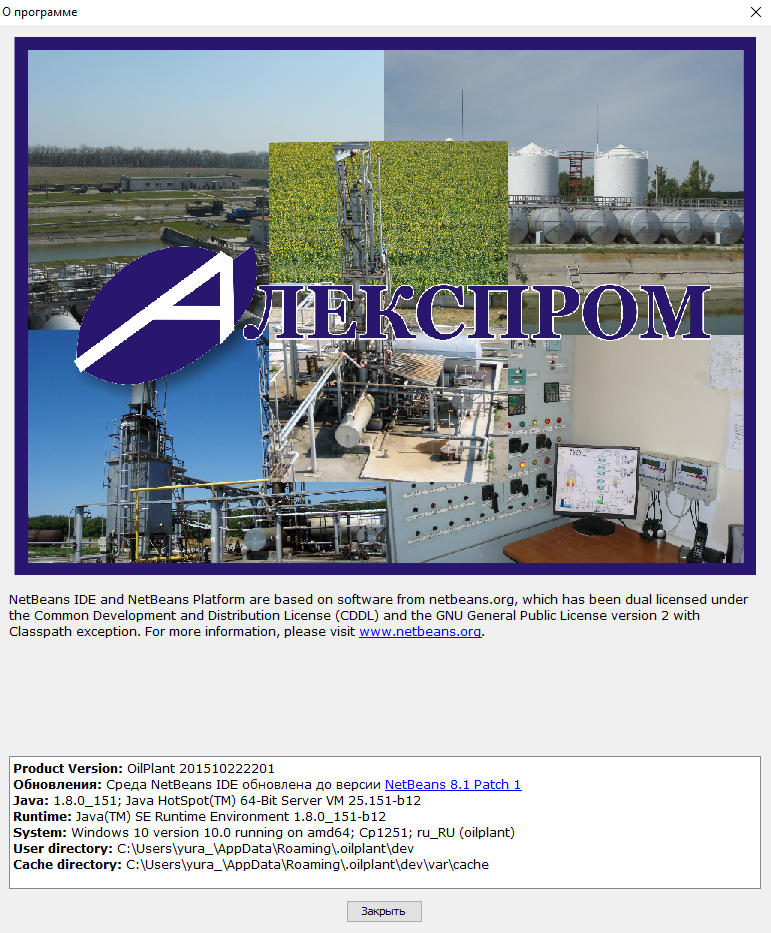 О программе
АЛЕКСПРОМ
NetBeans IDE and NetBeans Platform are based on software from netbeans.org, which has been dual licensed under
the Common Development and Distribution License (CDDL) and the GNU General Public License version 2 with
Classpath exception. For more information, please visit www.netbeans.org.
Product Version: OilPlant 201510222201
Обновления: Среда NetBeans IDE обновлена до версии NetBeans 8.1 Patch 1
Java: 1.8.0_151; Java HotSpot(TM) 64-Bit Server VM 25.151-b12
Runtime: Java(TM) SE Runtime Environment 1.8.0_151-b12
System: Windows 10 version 10.0 running on amd64; Cp1251; ru_RU (oilplant)
User directory: C:\Users\yura_\AppData\Roaming\.oilplant\dev
Cache directory: C:\Users\yura_\AppData\Roaming\.oilplant\dev\var\cache
Закрыть